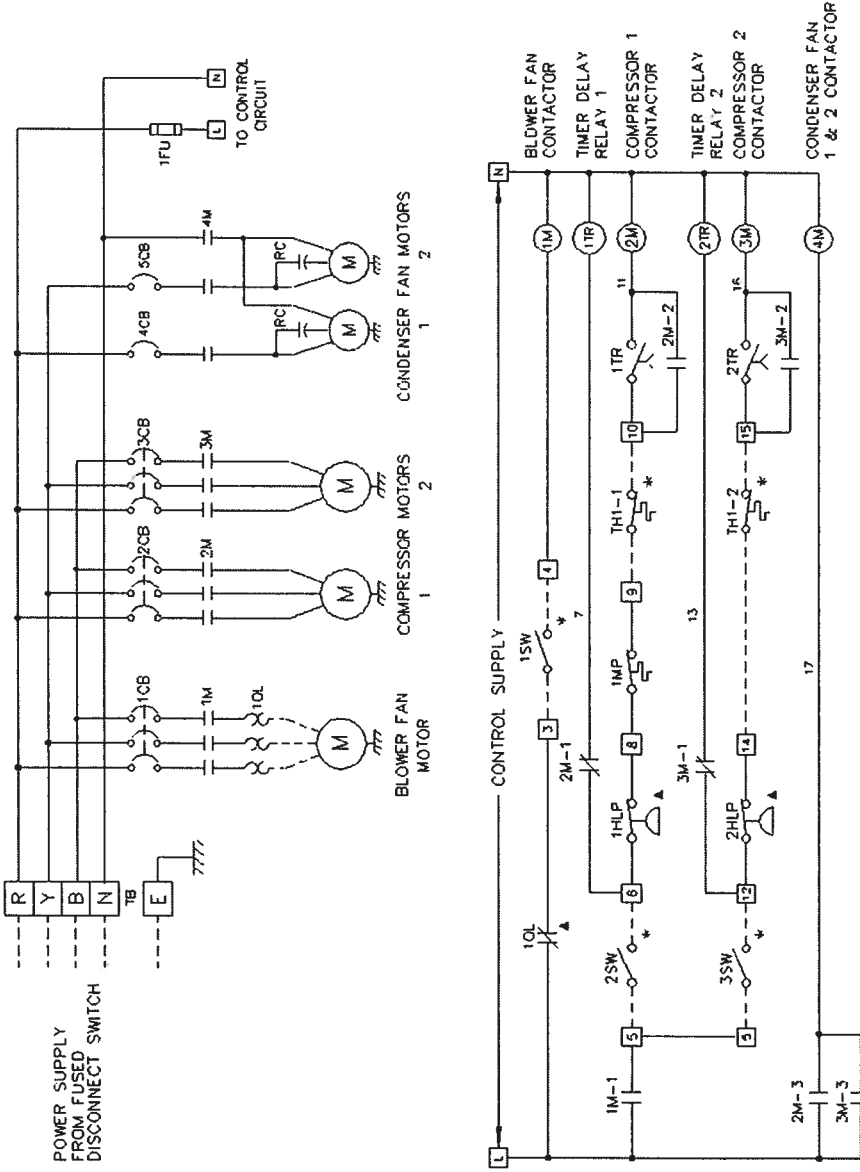 POWER SUPPLY
FROM FUSED
DISCONNECT SWITCH
R
Y
B
N
TB
E
1CB
1M
1OL
M
BLOWER FAN
MOTOR
2CB
2M
3CB
3M
M
M
COMPRESSOR MOTORS
1
2
4CB
5CB
4M
RC
RC
M
M
CONDENSER FAN MOTORS
1
2
1FU
L
N
TO CONTROL
CIRCUIT
L
CONTROL SUPPLY
N
1OL
▲
3
1SW
*
4
1M
BLOWER FAN
CONTACTOR
2M-1
7
1TR
TIMER DELAY
RELAY 1
1M-1
5
2SW
*
6
1HLP
▲
8
1MP
9
TH1-1
*
10
1TR
2M-2
11
2M
COMPRESSOR 1
CONTACTOR
3M-1
13
2TR
TIMER DELAY
RELAY 2
5
3SW
*
12
2HLP
▲
14
TH1-2
*
15
2TR
3M-2
16
3M
COMPRESSOR 2
CONTACTOR
2M-3
3M-3
17
4M
CONDENSER FAN
1 & 2 CONTACTOR